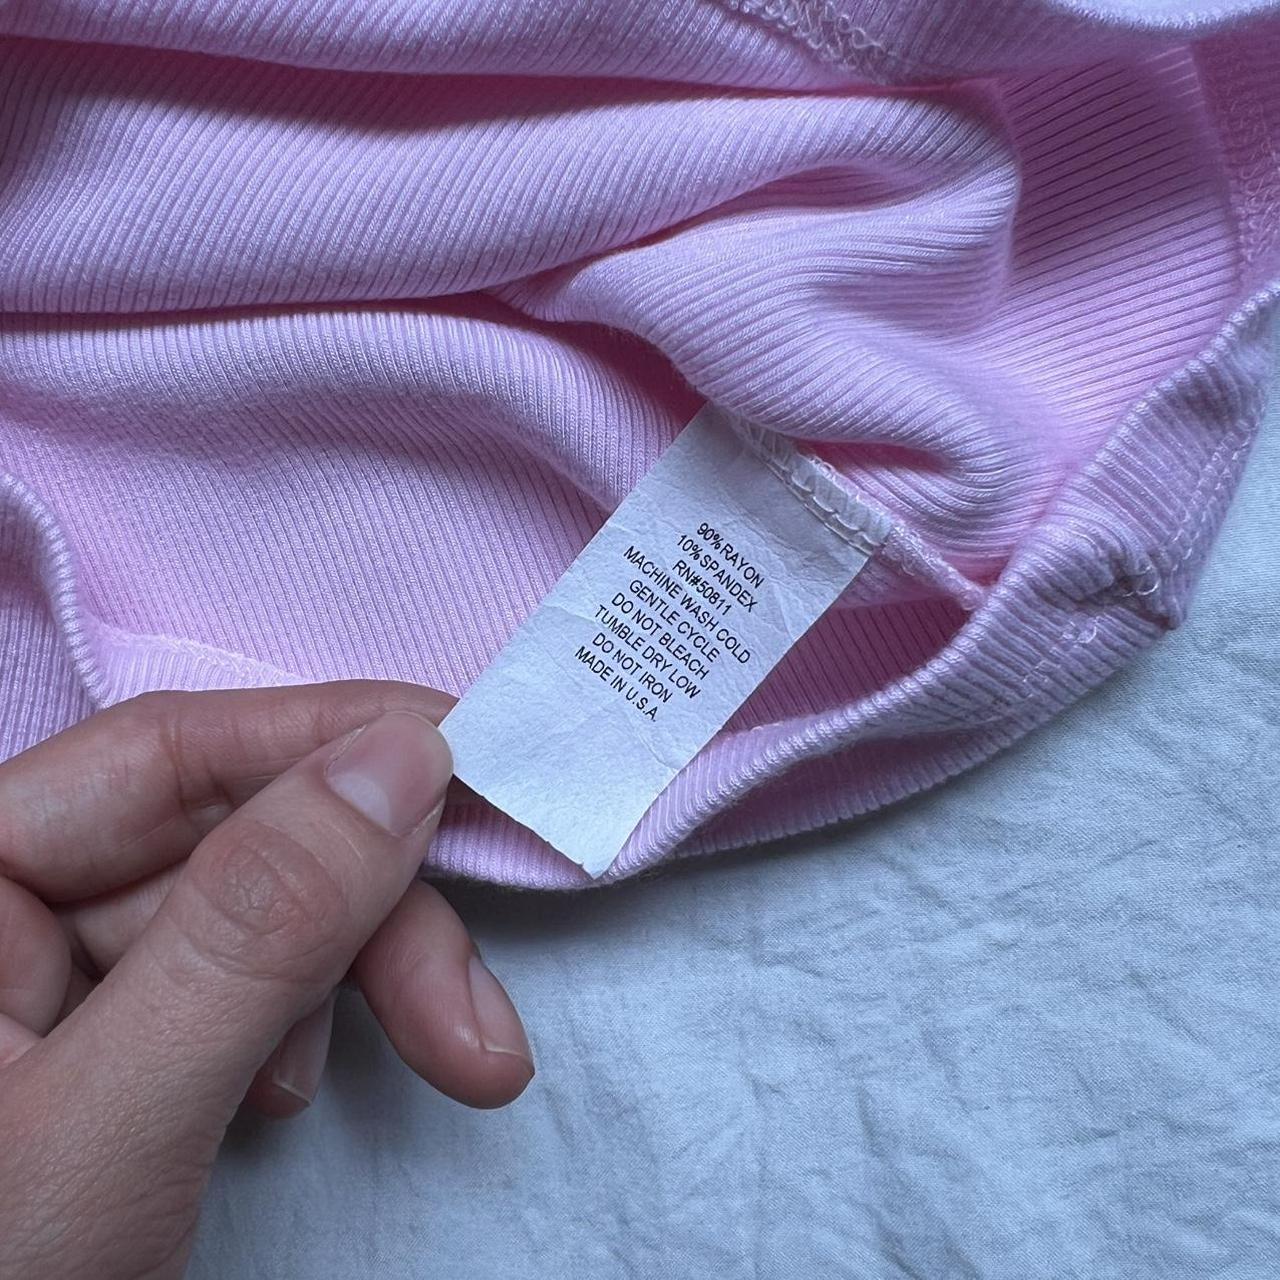 90%RAYON
10%SPANDEX
RN#50811
MACHINE WASH COLD
GENTLE CYCLE
DO NOT BLEACH
TUMBLE DRY LOW
DO NOT IRON
MADE IN U.S.A.